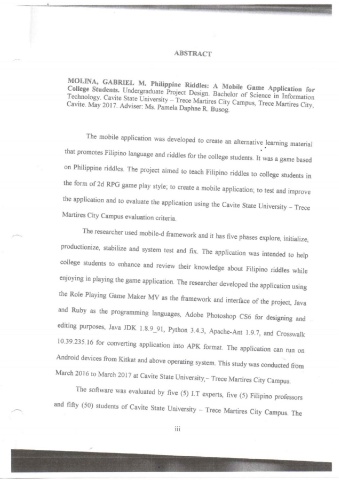 ABSTRACT
MOLINA, GABRIEL M. Philippine Riddles: A Mobile Game Application for
College Students. Undergraduate Project Design. Bachelor of Science in Information
Technology. Cavite State University – Trece Martires City Campus, Trece Martires City,
Cavite. May 2017. Adviser: Ms. Pamela Daphne R. Busog.
The mobile application was developed to create an alternative learning material
that promotes Filipino language and riddles for the college students. It was a game based
on Philippine riddles. The project aimed to teach Filipino riddles to college students in
the form of 2d RPG game play style; to create a mobile application; to test and improve
the application and to evaluate the application using the Cavite State University – Trece
Martires City Campus evaluation criteria.
The researcher used mobile-d framework and it has five phases explore, initialize,
productionize, stabilize and system test and fix. The application was intended to help
college students to enhance and review their knowledge about Filipino riddles while
enjoying in playing the game application. The researcher developed the application using
the Role Playing Game Maker MV as the framework and interface of the project, Java
and Ruby as the programming languages, Adobe Photoshop CS6 for designing and
editing purposes, Java JDK 1.8.9_91, Python 3.4.3, Apache-Ant 1.9.7, and Crosswalk
10.39.235.16 for converting application into APK format. The application can run on
Android devices from Kitkat and above operating system. This study was conducted from
March 2016 to March 2017 at Cavite State University – Trece Martires City Campus.
The software was evaluated by five (5) I.T experts, five (5) Filipino professors
and fifty (50) students of Cavite State University – Trece Martires City Campus. The
iii